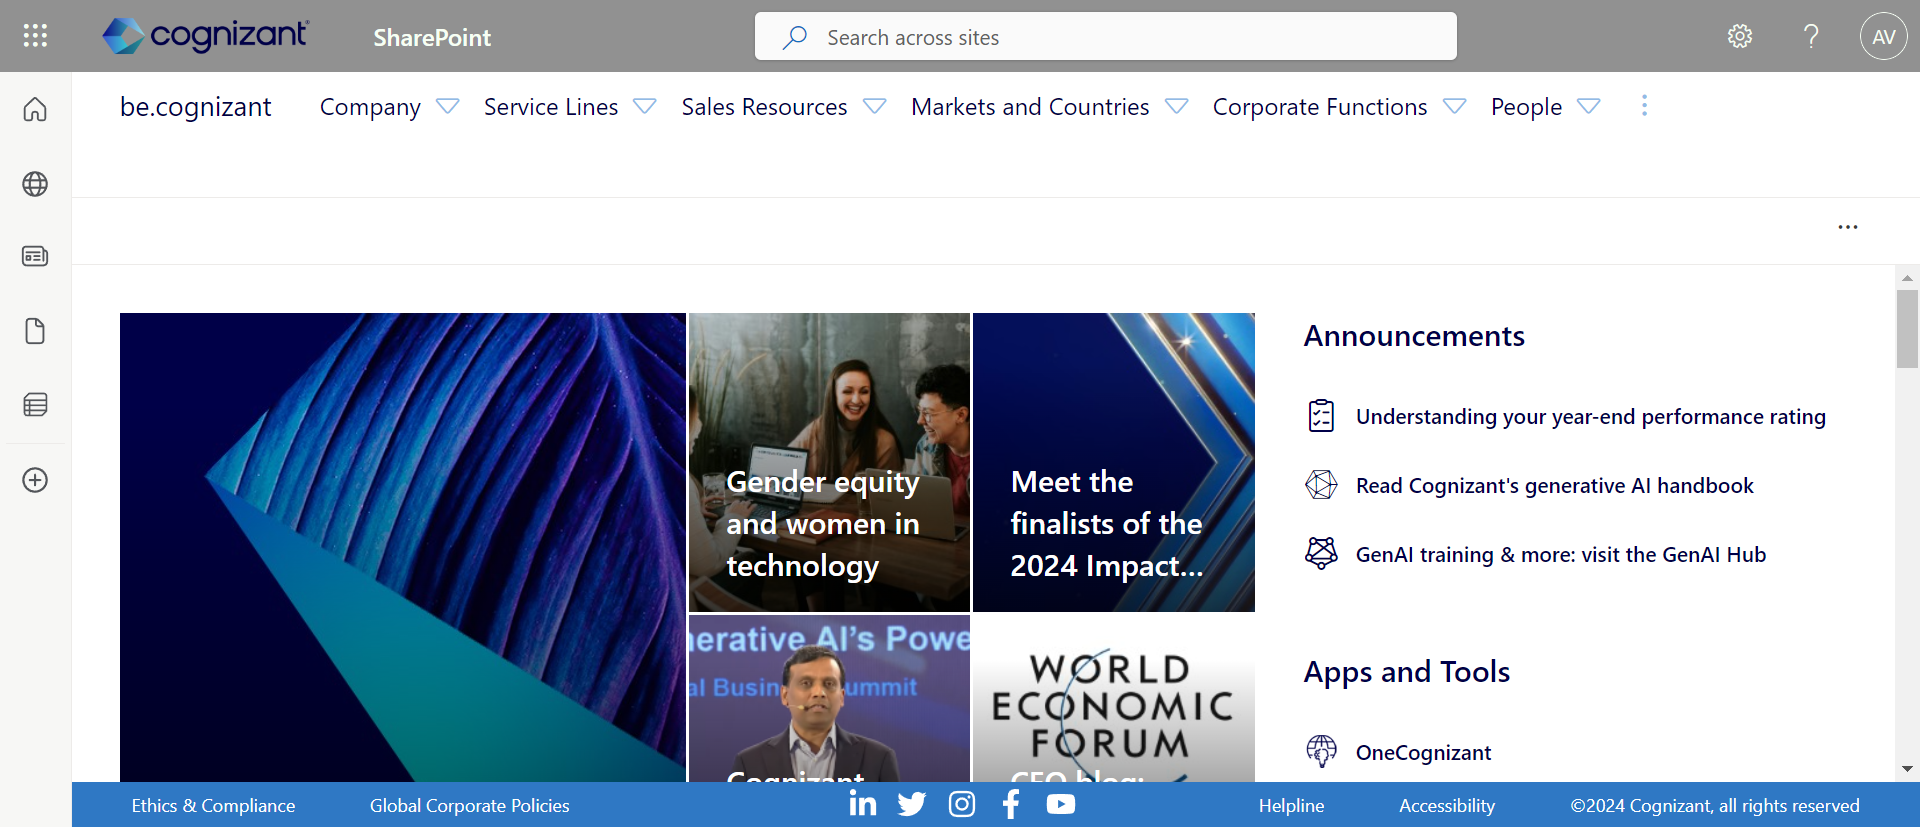 cognizant
SharePoint
Search across sites
AV
be.cognizant
Company
Service Lines
Sales Resources
Markets and Countries
Corporate Functions
People
Gender equity
and women in
technology
Meet the
finalists of the
2024 Impact...
Announcements
Understanding your year-end performance rating
Read Cognizant's generative AI handbook
GenAI training & more: visit the GenAI Hub
nerative AI's Powe
al Busin ummit
Cognizant
WORLD
ECONOMIC
FORUM
CEO blog:
Apps and Tools
OneCognizant
Ethics & Compliance
Global Corporate Policies
Helpline
Accessibility
©2024 Cognizant, all rights reserved